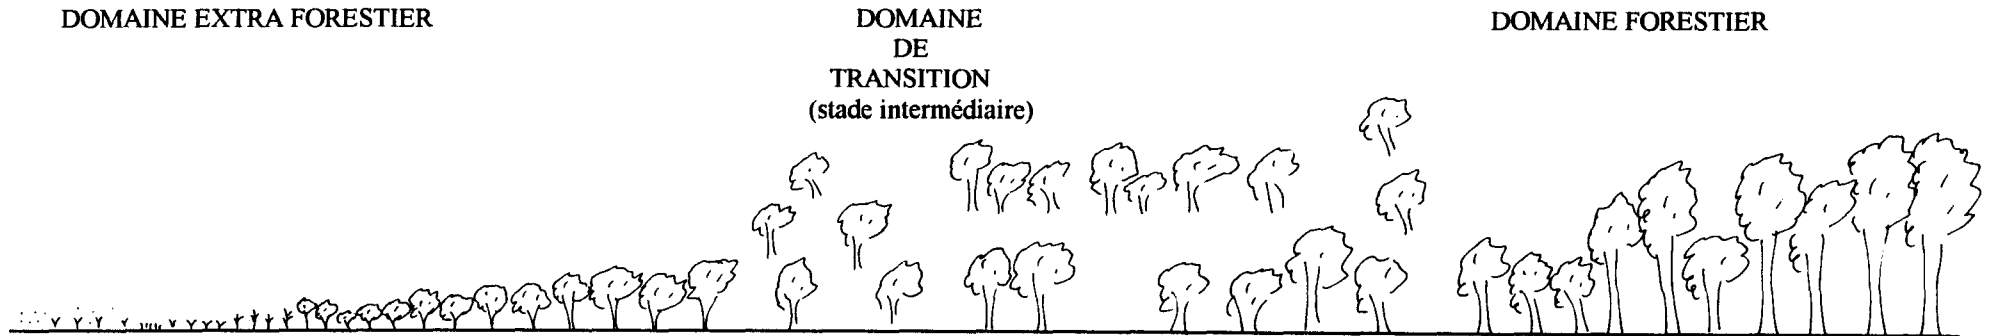 DOMAINE EXTRA FORESTIER
DOMAINE
DE
TRANSITION
(stade intermédiaire)
DOMAINE FORESTIER